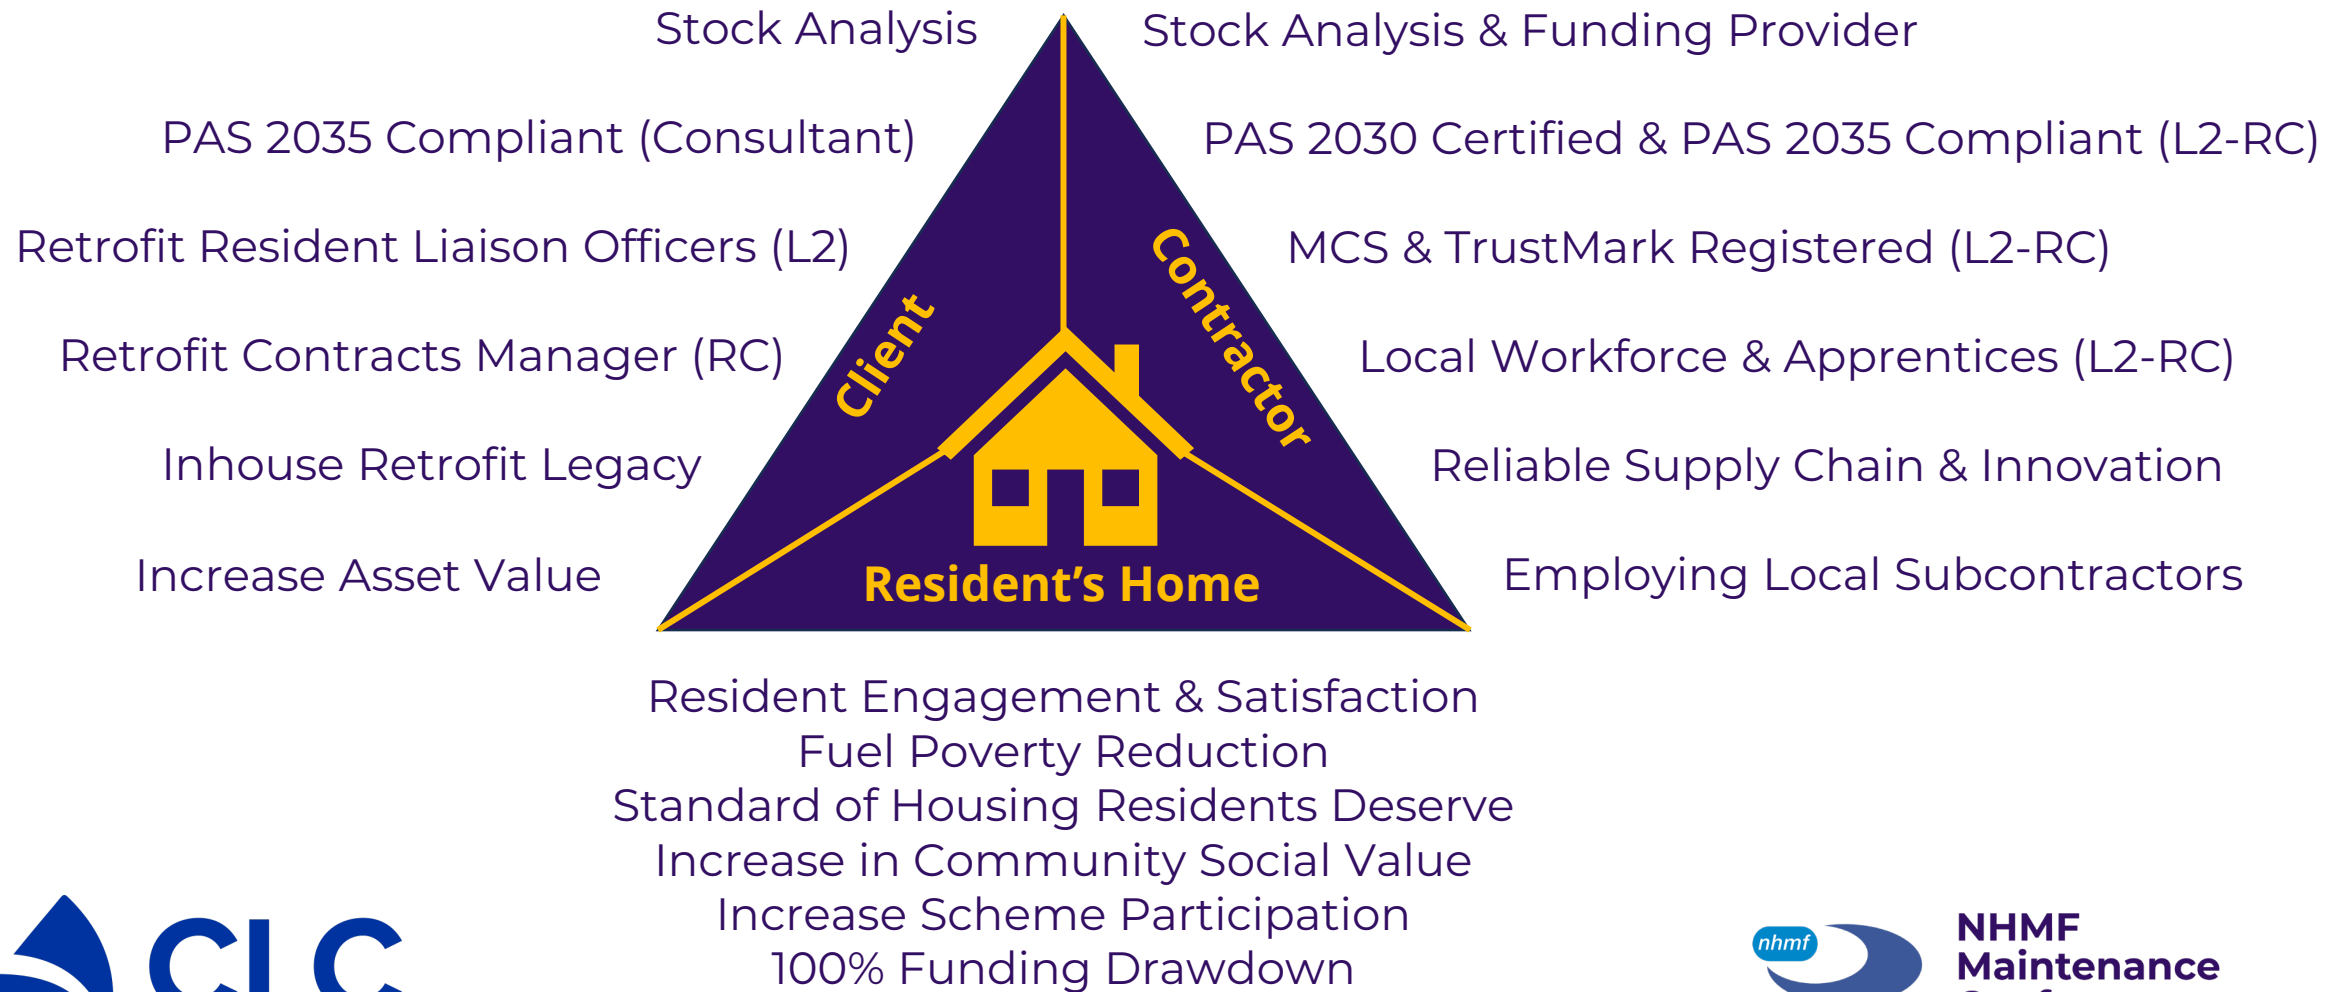 Stock Analysis
Stock Analysis & Funding Provider
PAS 2035 Compliant (Consultant)
PAS 2030 Certified & PAS 2035 Compliant (L2-RC)
Retrofit Resident Liaison Officers (L2)
MCS & TrustMark Registered (L2-RC)
Retrofit Contracts Manager (RC)
Local Workforce & Apprentices (L2-RC)
Inhouse Retrofit Legacy
Reliable Supply Chain & Innovation
Increase Asset Value
Employing Local Subcontractors
Client
Contractor
Resident’s Home
Resident Engagement & Satisfaction
Fuel Poverty Reduction
Standard of Housing Residents Deserve
Increase in Community Social Value
Increase Scheme Participation
100% Funding Drawdown
CLC
nhmf
NHMF
Maintenance